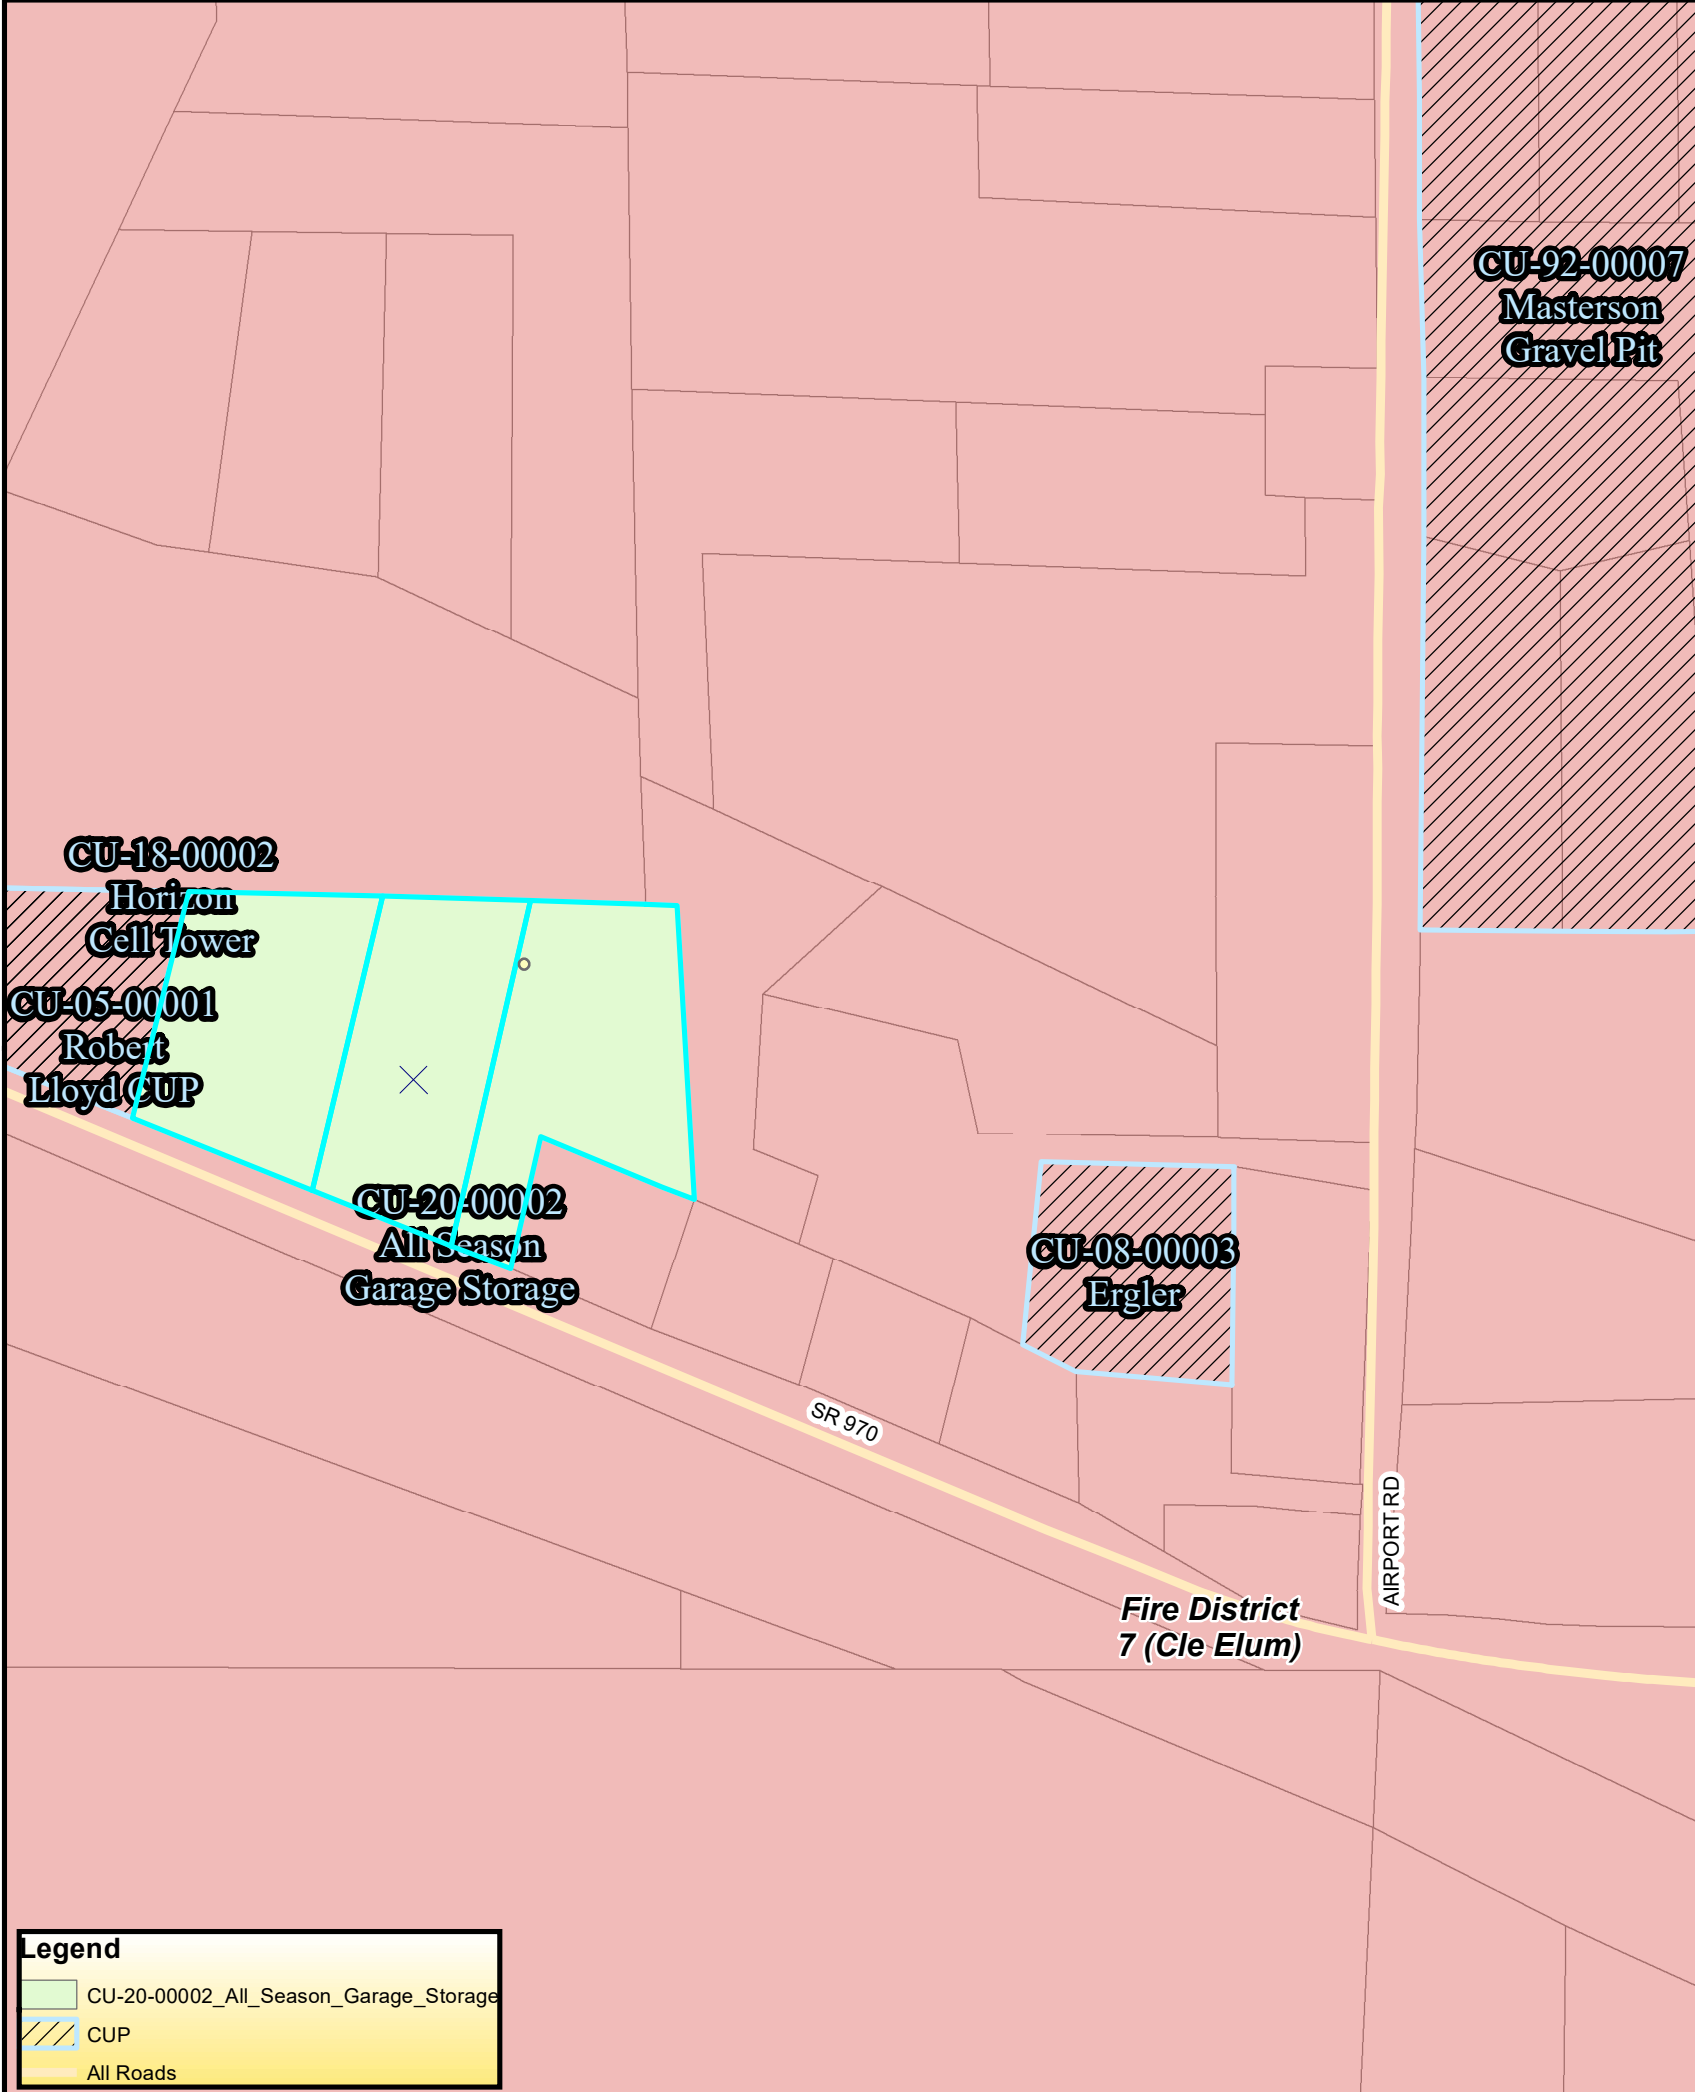 CU-92-00007
Masterson
Gravel Pit
CU-18-00002
Horizon
Cell Tower
CU-05-00001
Robert
Lloyd CUP
CU-20-00002
All Season
Garage Storage
CU-08-00003
Ergler
SR 970
AIRPORT RD
Fire District
7 (Cle Elum)
Legend
CU-20-00002_All_Season_Garage_Storage
CUP
All Roads